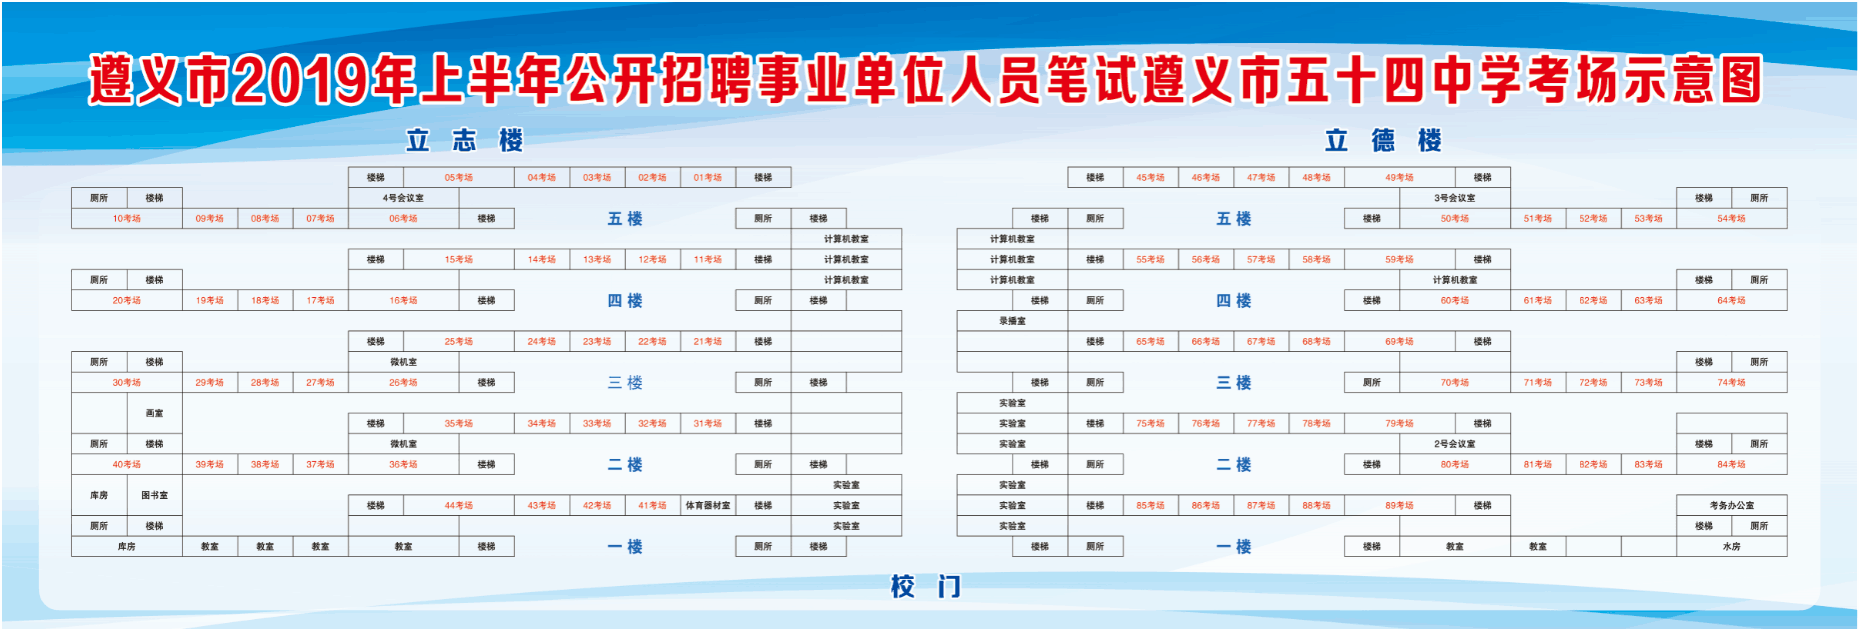 遵义市2019年上半年公开招聘事业单位人员笔试遵义市五十四中学考场示意图
立志楼 立德楼
楼梯 05考场 04考场 03考场 02考场 01考场 楼梯 楼梯 45考场 46考场 47考场 48考场 49考场 楼梯
厕所 楼梯 4号会议室 3号会议室 楼梯 厕所
10考场 09考场 08考场 07考场 06考场 楼梯 五楼 厕所 楼梯 楼梯 厕所 五楼 楼梯 50考场 51考场 52考场 53考场 54考场
计算机教室 计算机教室
楼梯 15考场 14考场 13考场 12考场 11考场 楼梯 计算机教室 计算机教室 楼梯 55考场 56考场 57考场 58考场 59考场 楼梯
厕所 楼梯 计算机教室 计算机教室 计算机教室 楼梯 厕所
20考场 19考场 18考场 17考场 16考场 楼梯 四楼 厕所 楼梯 楼梯 厕所 四楼 楼梯 60考场 61考场 62考场 63考场 64考场
录播室
楼梯 25考场 24考场 23考场 22考场 21考场 楼梯 楼梯 65考场 66考场 67考场 68考场 69考场 楼梯
厕所 楼梯 微机室 楼梯 厕所
30考场 29考场 28考场 27考场 26考场 楼梯 三楼 厕所 楼梯 楼梯 厕所 三楼 厕所 70考场 71考场 72考场 73考场 74考场
实验室
画室
楼梯 35考场 34考场 33考场 32考场 31考场 楼梯 实验室 楼梯 75考场 76考场 77考场 78考场 79考场 楼梯
厕所 楼梯 微机室 实验室 2号会议室 楼梯 厕所
40考场 39考场 38考场 37考场 36考场 楼梯 二楼 厕所 楼梯 楼梯 厕所 二楼 楼梯 80考场 81考场 82考场 83考场 84考场
实验室 实验室
库房 图书室
楼梯 44考场 43考场 42考场 41考场 体育器材室 楼梯 实验室 实验室 楼梯 85考场 86考场 87考场 88考场 89考场 楼梯 考务办公室
厕所 楼梯 实验室 实验室 楼梯 厕所
库房 教室 教室 教室 教室 楼梯 一楼 厕所 楼梯 楼梯 厕所 一楼 楼梯 教室 教室 水房
校门